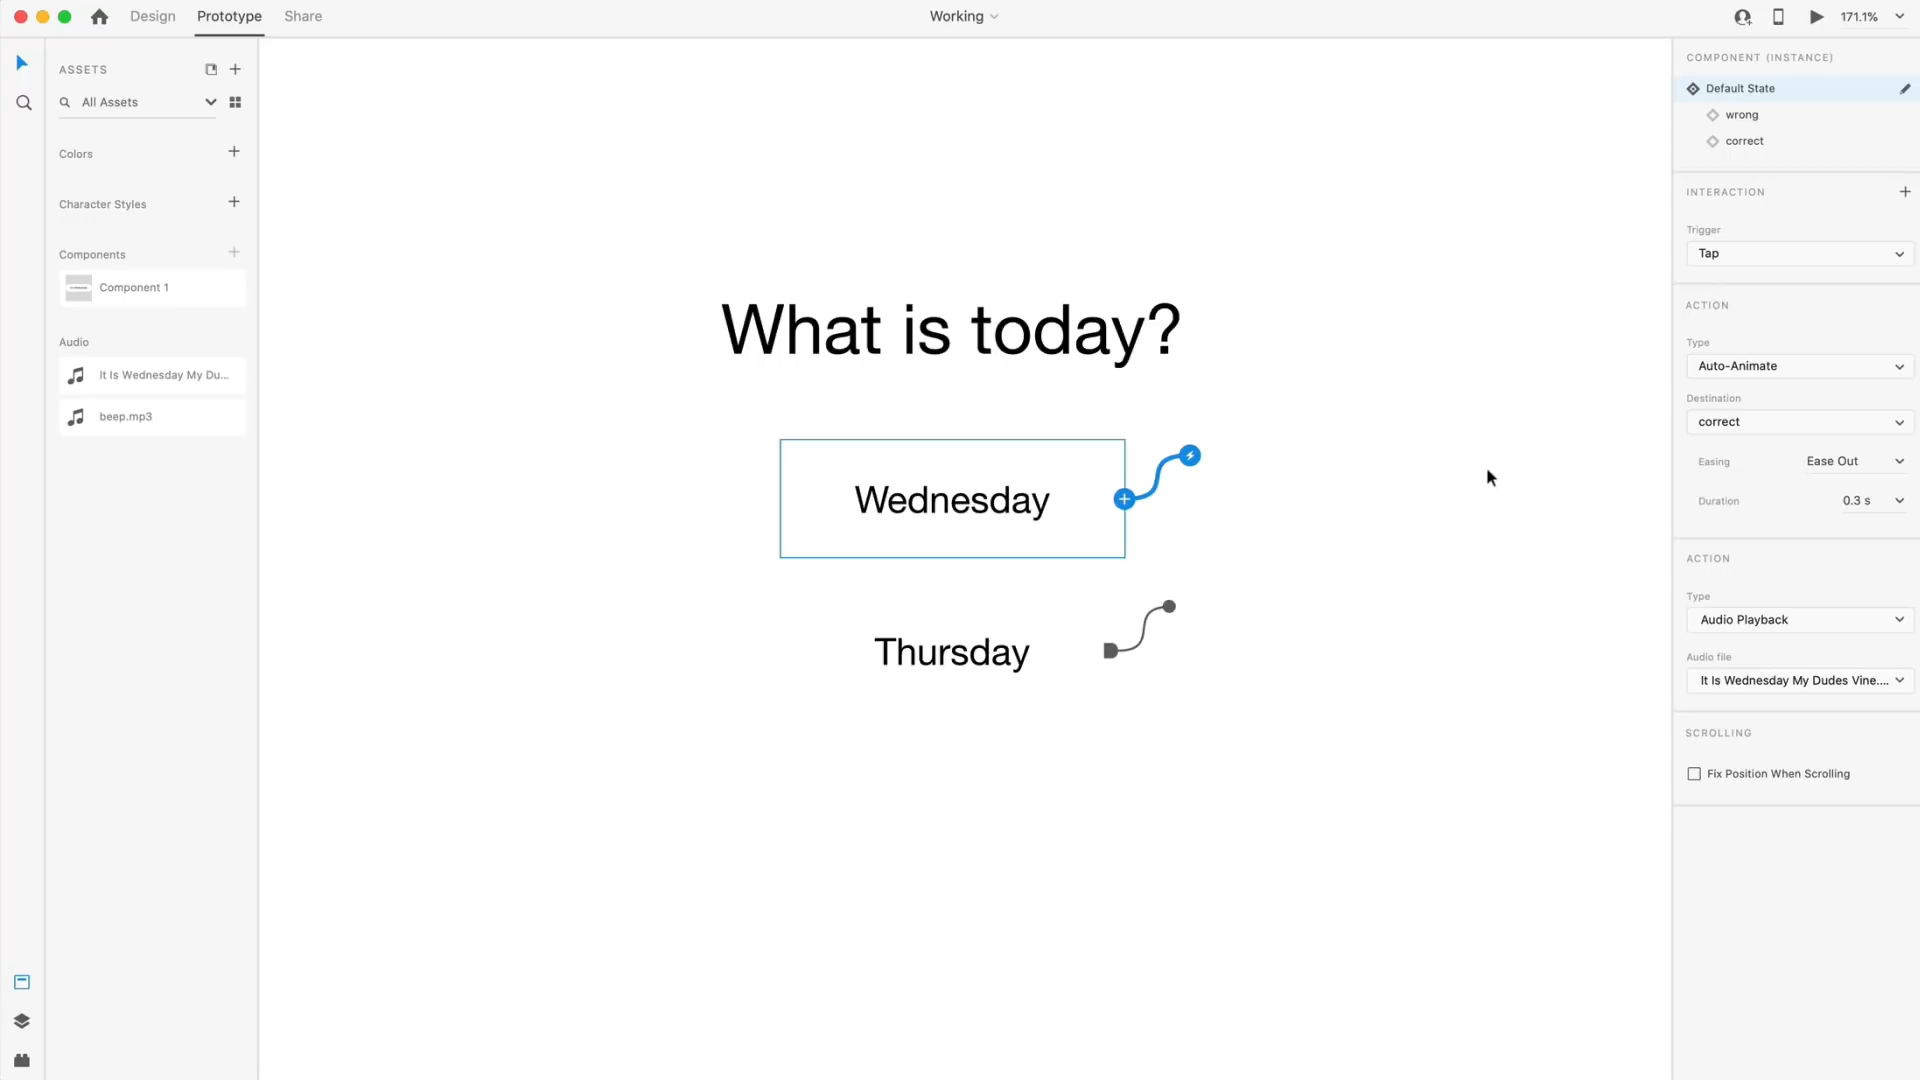 Design Prototype Share
Working
171.1%
ASSETS
All Assets
Colors
Character Styles
Components
Component 1
Audio
It Is Wednesday My Du...
beep.mp3
What is today?
Wednesday
Thursday
COMPONENT (INSTANCE)
Default State
wrong
correct
INTERACTION
Trigger
Tap
ACTION
Type
Auto-Animate
Destination
correct
Easing Ease Out
Duration 0.3 s
ACTION
Type
Audio Playback
Audio file
It Is Wednesday My Dudes Vine....
SCROLLING
Fix Position When Scrolling